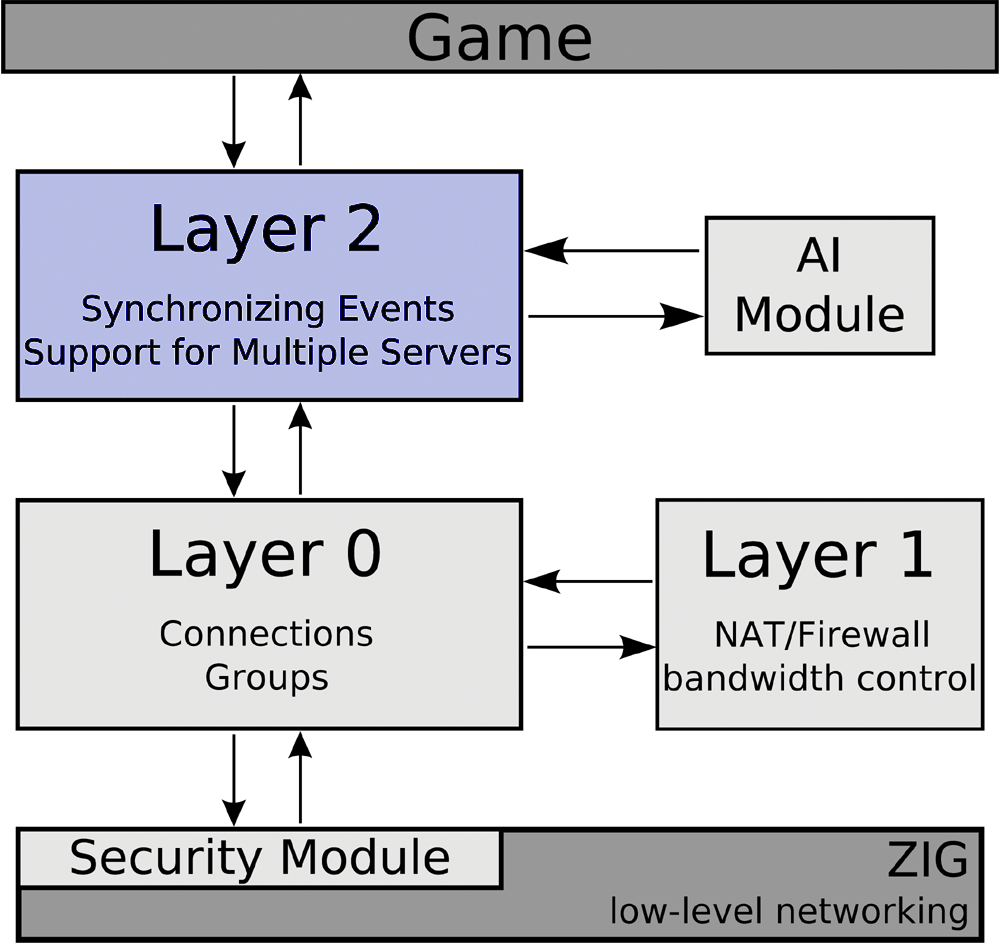 Game
Layer 2
Synchronizing Events
Support for Multiple Servers
AI
Module
Layer 0
Connections
Groups
Layer 1
NAT/Firewall
bandwidth control
Security Module
ZIG
low-level networking